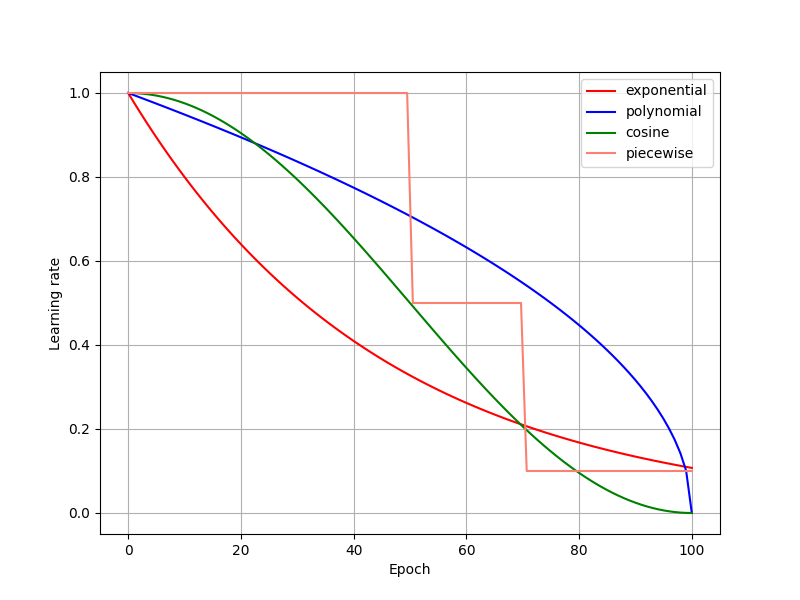 exponential
polynomial
cosine
piecewise
Learning rate
1.0
0.8
0.6
0.4
0.2
0.0
0 20 40 60 80 100
Epoch